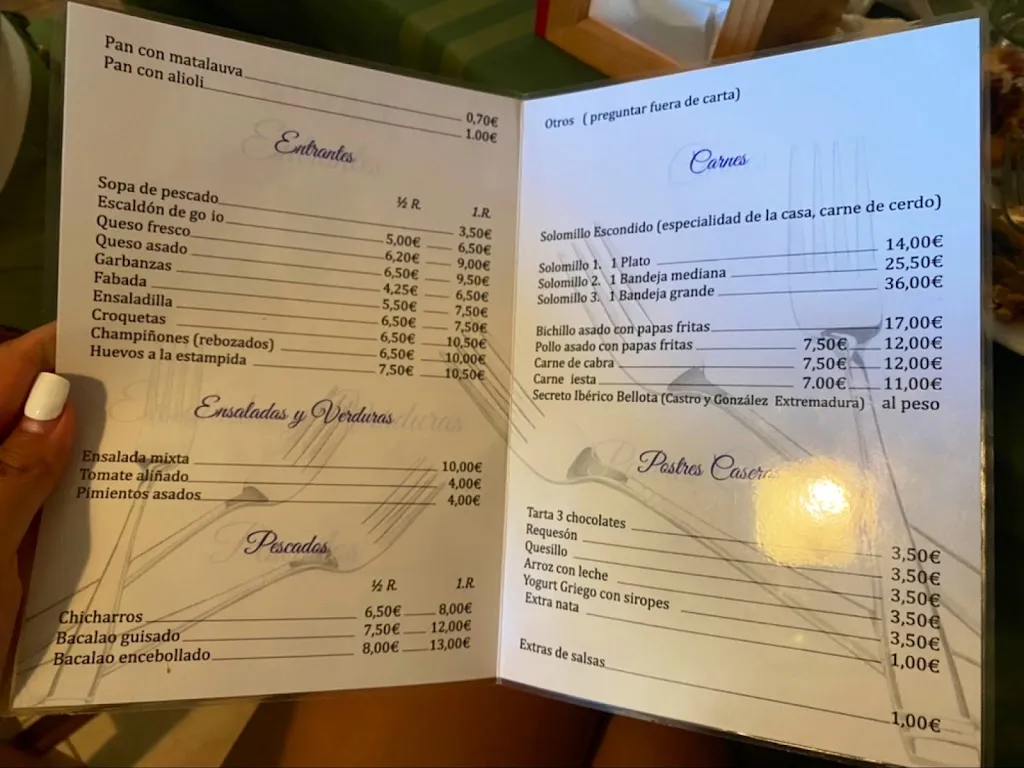 Pan con matalauva 0,70€
Pan con alioli 1.00€
Entrantes
½ R. 1.R.
Sopa de pescado 3,50€
Escaldón de go io 5,00€ 6,50€
Queso fresco 6,20€ 9,00€
Queso asado 6,50€ 9,50€
Garbanzas 4,25€ 6,50€
Fabada 5,50€ 7,50€
Ensaladilla 6,50€ 7,50€
Croquetas 6,50€ 10,50€
Champiñones (rebozados) 6,50€ 10,00€
Huevos a la estampida 7,50€ 10,50€
Ensaladas y Verduras
Ensalada mixta 10,00€
Tomate aliñado 4,00€
Pimientos asados 4,00€
Pescados
½ R. 1.R.
Chicharros 6,50€ 8,00€
Bacalao guisado 7,50€ 12,00€
Bacalao encebollado 8,00€ 13,00€
Otros ( preguntar fuera de carta)
Carnes
Solomillo Escondido (especialidad de la casa, carne de cerdo)
Solomillo 1. 1 Plato 14,00€
Solomillo 2. 1 Bandeja mediana 25,50€
Solomillo 3. 1 Bandeja grande 36,00€
Bichillo asado con papas fritas 17,00€
Pollo asado con papas fritas 7,50€ 12,00€
Carne de cabra 7,50€ 12,00€
Carne iesta 7.00€ 11,00€
Secreto Ibérico Bellota (Castro y González Extremadura) al peso
Postres
Tarta 3 chocolates 3,50€
Requesón 3,50€
Quesillo 3,50€
Arroz con leche 3,50€
Yogurt Griego con siropes 3,50€
Extra nata 1,00€
Extras de salsas 1,00€